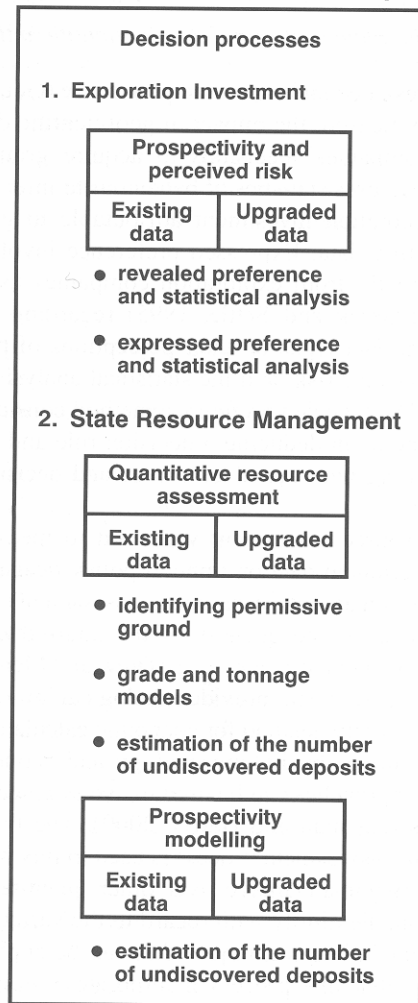 Decision processes
1. Exploration Investment
Prospectivity and
perceived risk
Existing
data
Upgraded
data
• revealed preference
and statistical analysis
• expressed preference
and statistical analysis
2. State Resource Management
Quantitative resource
assessment
Existing
data
Upgraded
data
• identifying permissive
ground
• grade and tonnage
models
• estimation of the number
of undiscovered deposits
Prospectivity
modelling
Existing
data
Upgraded
data
• estimation of the number
of undiscovered deposits